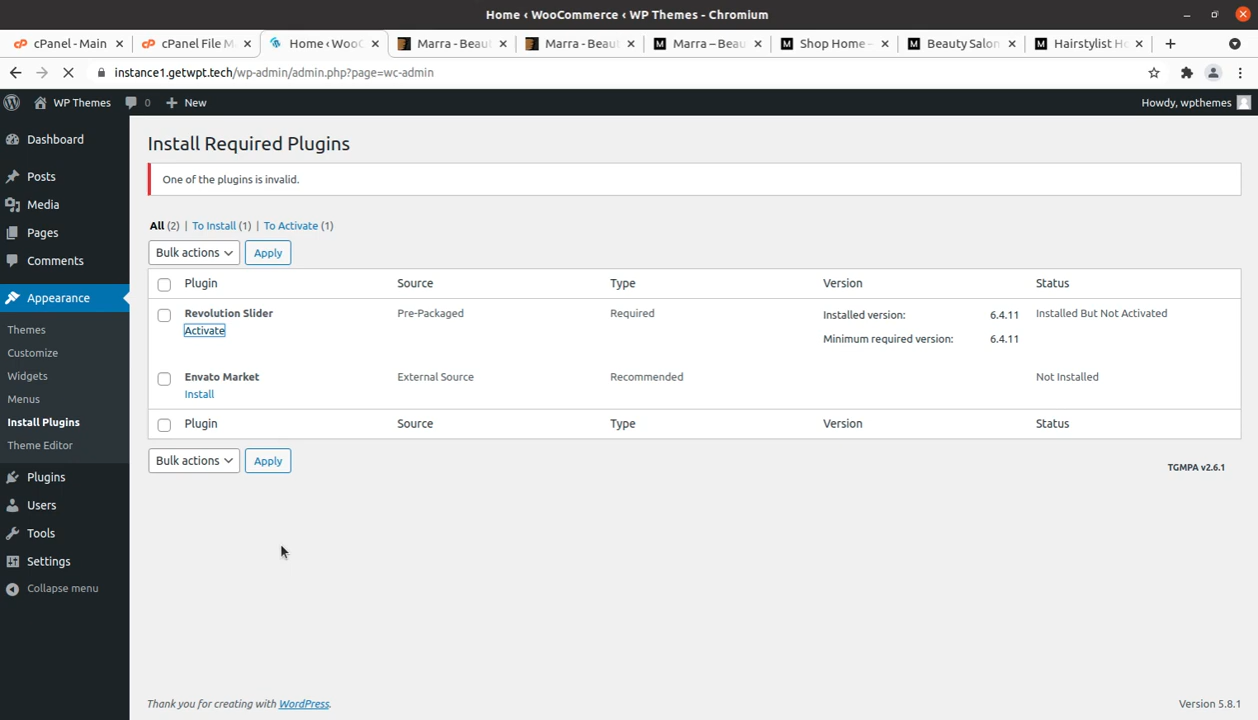 Home ‹ WooCommerce ‹ WP Themes - Chromium
cPanel - Main
cPanel File M
Home ‹ WooC
Marra - Beaut
Marra - Beaut
Marra – Beau
Shop Home –
Beauty Salon
Hairstylist Ho
instance1.getwpt.tech/wp-admin/admin.php?page=wc-admin
WP Themes
0
New
Howdy, wpthemes
Dashboard
Posts
Media
Pages
Comments
Appearance
Themes
Customize
Widgets
Menus
Install Plugins
Theme Editor
Plugins
Users
Tools
Settings
Collapse menu
Install Required Plugins
One of the plugins is invalid.
All (2) | To Install (1) | To Activate (1)
Bulk actions
Apply
Plugin Source Type Version Status
Revolution Slider Pre-Packaged Required Installed version: 6.4.11 Installed But Not Activated
Activate
Minimum required version: 6.4.11
Envato Market External Source Recommended Not Installed
Install
Plugin Source Type Version Status
Bulk actions
Apply
TGMPA v2.6.1
Thank you for creating with WordPress.
Version 5.8.1